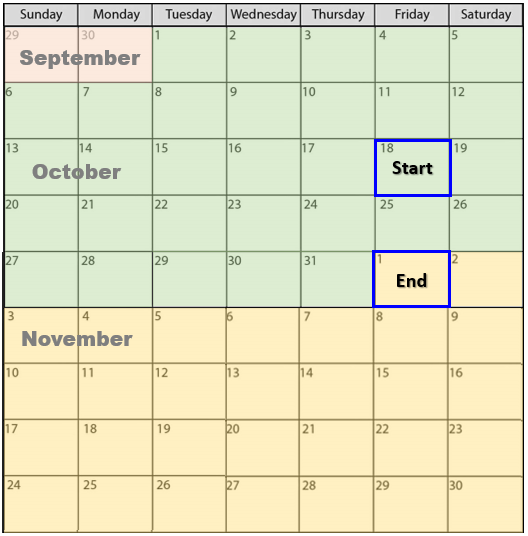 Sunday Monday Tuesday Wednesday Thursday Friday Saturday
29 30 1 2 3 4 5
September
6 7 8 9 10 11 12
13 14 15 16 17 18 19
October Start
20 21 22 23 24 25 26
27 28 29 30 31 1 2
End
3 4 5 6 7 8 9
November
10 11 12 13 14 15 16
17 18 19 20 21 22 23
24 25 26 27 28 29 30